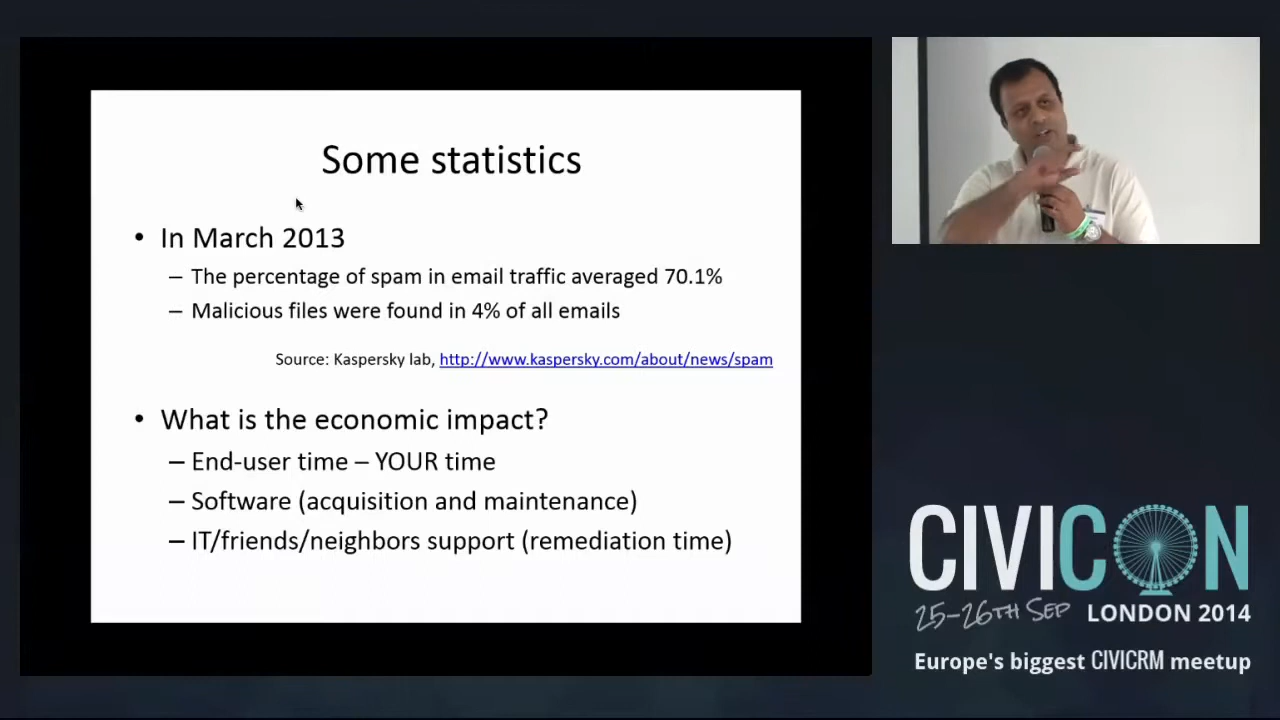 Some statistics
• In March 2013
– The percentage of spam in email traffic averaged 70.1%
– Malicious files were found in 4% of all emails
Source: Kaspersky lab, http://www.kaspersky.com/about/news/spam
• What is the economic impact?
– End-user time – YOUR time
– Software (acquisition and maintenance)
– IT/friends/neighbors support (remediation time)
CIVICON
25-26TH SEP LONDON 2014
Europe's biggest CIVICRM meetup